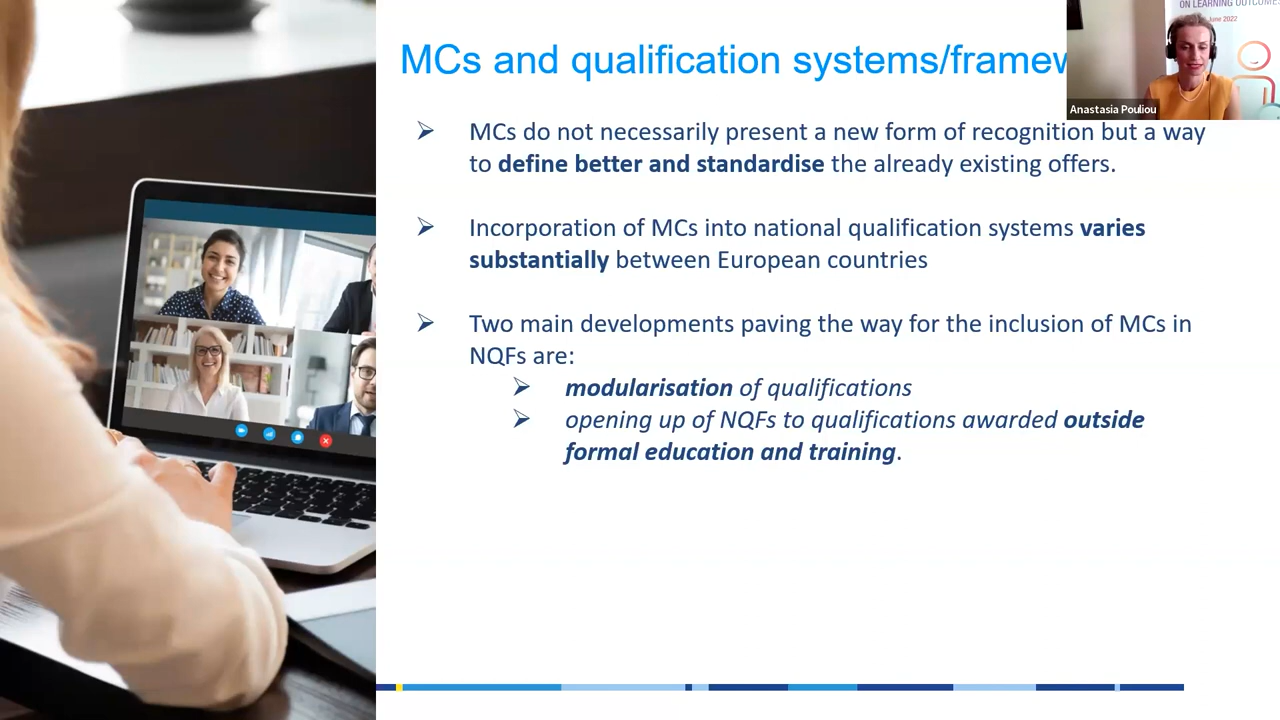 ON LEARNING OUTCOMES
June 2022
Anastasia Pouliou
MCs and qualification systems/framew
MCs do not necessarily present a new form of recognition but a way
to define better and standardise the already existing offers.
Incorporation of MCs into national qualification systems varies
substantially between European countries
Two main developments paving the way for the inclusion of MCs in
NQFs are:
modularisation of qualifications
opening up of NQFs to qualifications awarded outside
formal education and training.